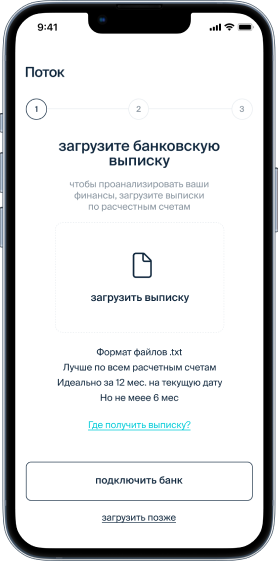 9:41
Поток
1
2
3
загрузите банковскую
выписку
чтобы проанализировать ваши
финансы, загрузите выписки
по расчестным счетам
загрузить выписку
Формат файлов .txt
Лучше по всем расчетным счетам
Идеально за 12 мес. на текущую дату
Но не меее 6 мес
Где получить выписку?
подключить банк
загрузить позже